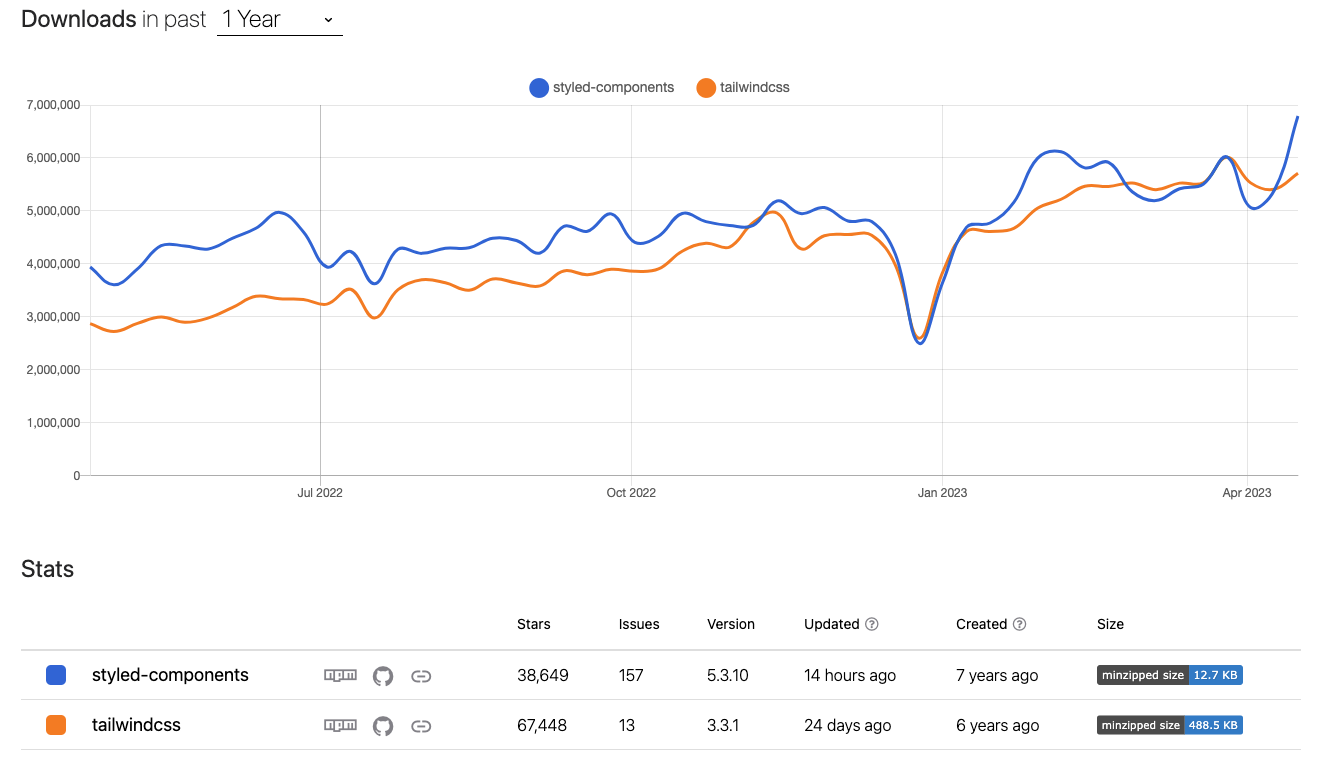 Downloads in past 1 Year
styled-components tailwindcss
7,000,000
6,000,000
5,000,000
4,000,000
3,000,000
2,000,000
1,000,000
0
Jul 2022 Oct 2022 Jan 2023 Apr 2023
Stats
Stars Issues Version Updated ? Created ? Size
styled-components npm 38,649 157 5.3.10 14 hours ago 7 years ago minzipped size 12.7 KB
tailwindcss npm 67,448 13 3.3.1 24 days ago 6 years ago minzipped size 488.5 KB